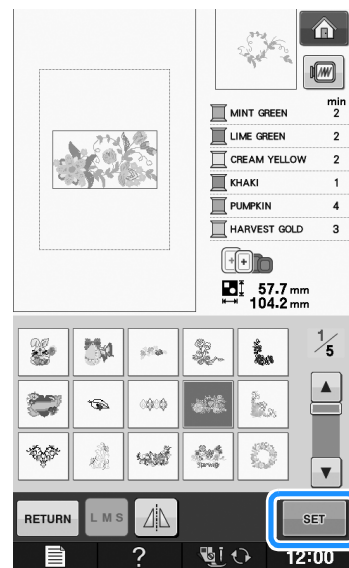 min
MINT GREEN 2
LIME GREEN 2
CREAM YELLOW 2
KHAKI 1
PUMPKIN 4
HARVEST GOLD 3
57.7 mm
104.2 mm
1/5
RETURN
L M S
SET
?
12:00